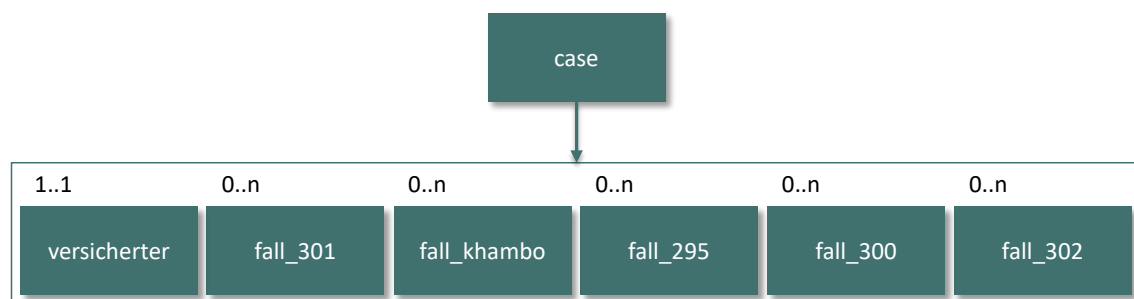 case
1..1 0..n 0..n 0..n 0..n 0..n
versicherter fall_301 fall_khambo fall_295 fall_300 fall_302